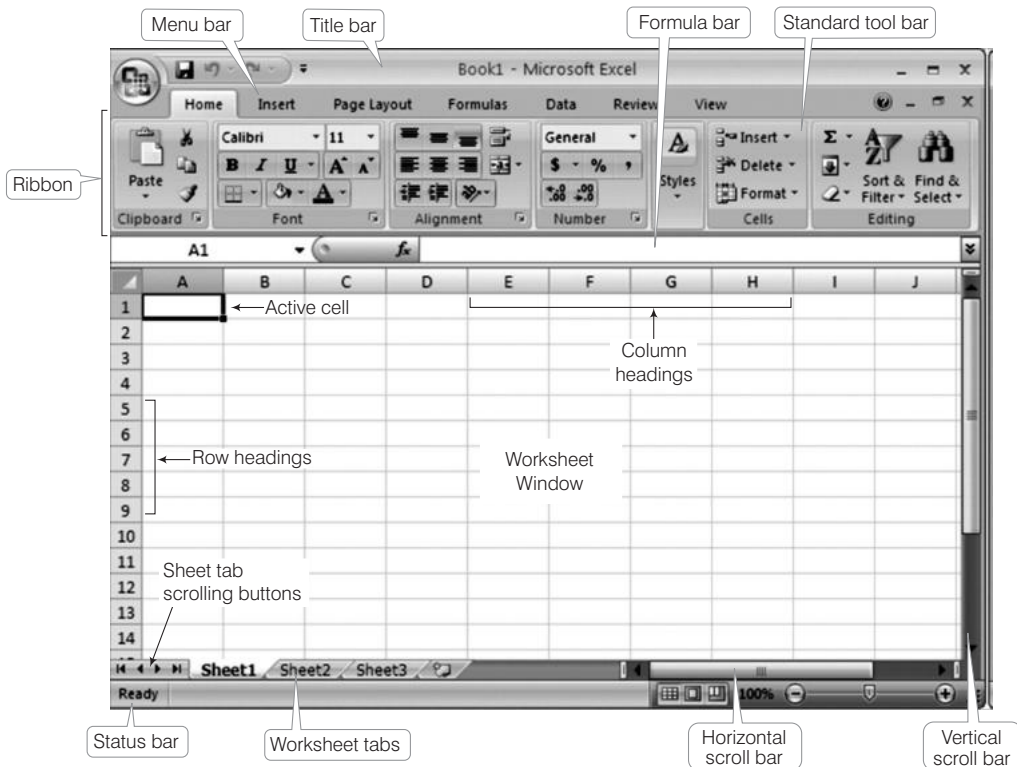 Menu bar
Title bar
Formula bar
Standard tool bar
Book1 - Microsoft Excel
Home Insert Page Layout Formulas Data Review View
Ribbon
Paste
Clipboard
Calibri 11
B I U A A
A
Font
Alignment
General
$ % ,
.0 .00 .00 .0
Number
A
Styles
Insert
Delete
Format
Cells
Σ
A
Z
Sort & Filter
Find & Select
Editing
A1 fx
A B C D E F G H I J
1 Active cell
2
3
4
Column
headings
5
6
7 Row headings
8
9
Worksheet
Window
10
11
12
13
14
Sheet tab
scrolling buttons
Sheet1 Sheet2 Sheet3
Ready 100%
Status bar
Worksheet tabs
Horizontal
scroll bar
Vertical
scroll bar